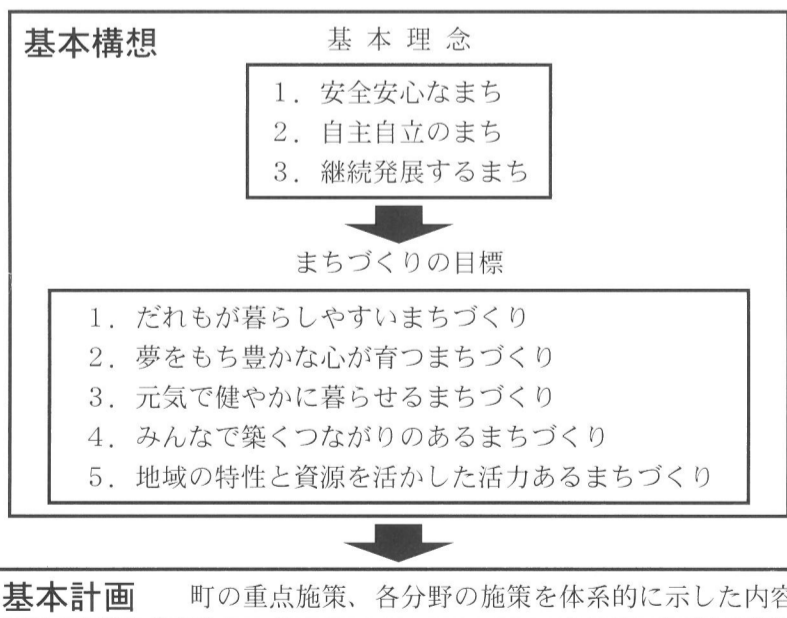 基本構想
基本理念
1．安全安心なまち
2．自主自立のまち
3．継続発展するまち
まちづくりの目標
1．だれもが暮らしやすいまちづくり
2．夢をもち豊かな心が育つまちづくり
3．元気で健やかに暮らせるまちづくり
4．みんなで築くつながりのあるまちづくり
5．地域の特性と資源を活かした活力あるまちづくり
基本計画　町の重点施策、各分野の施策を体系的に示した内容